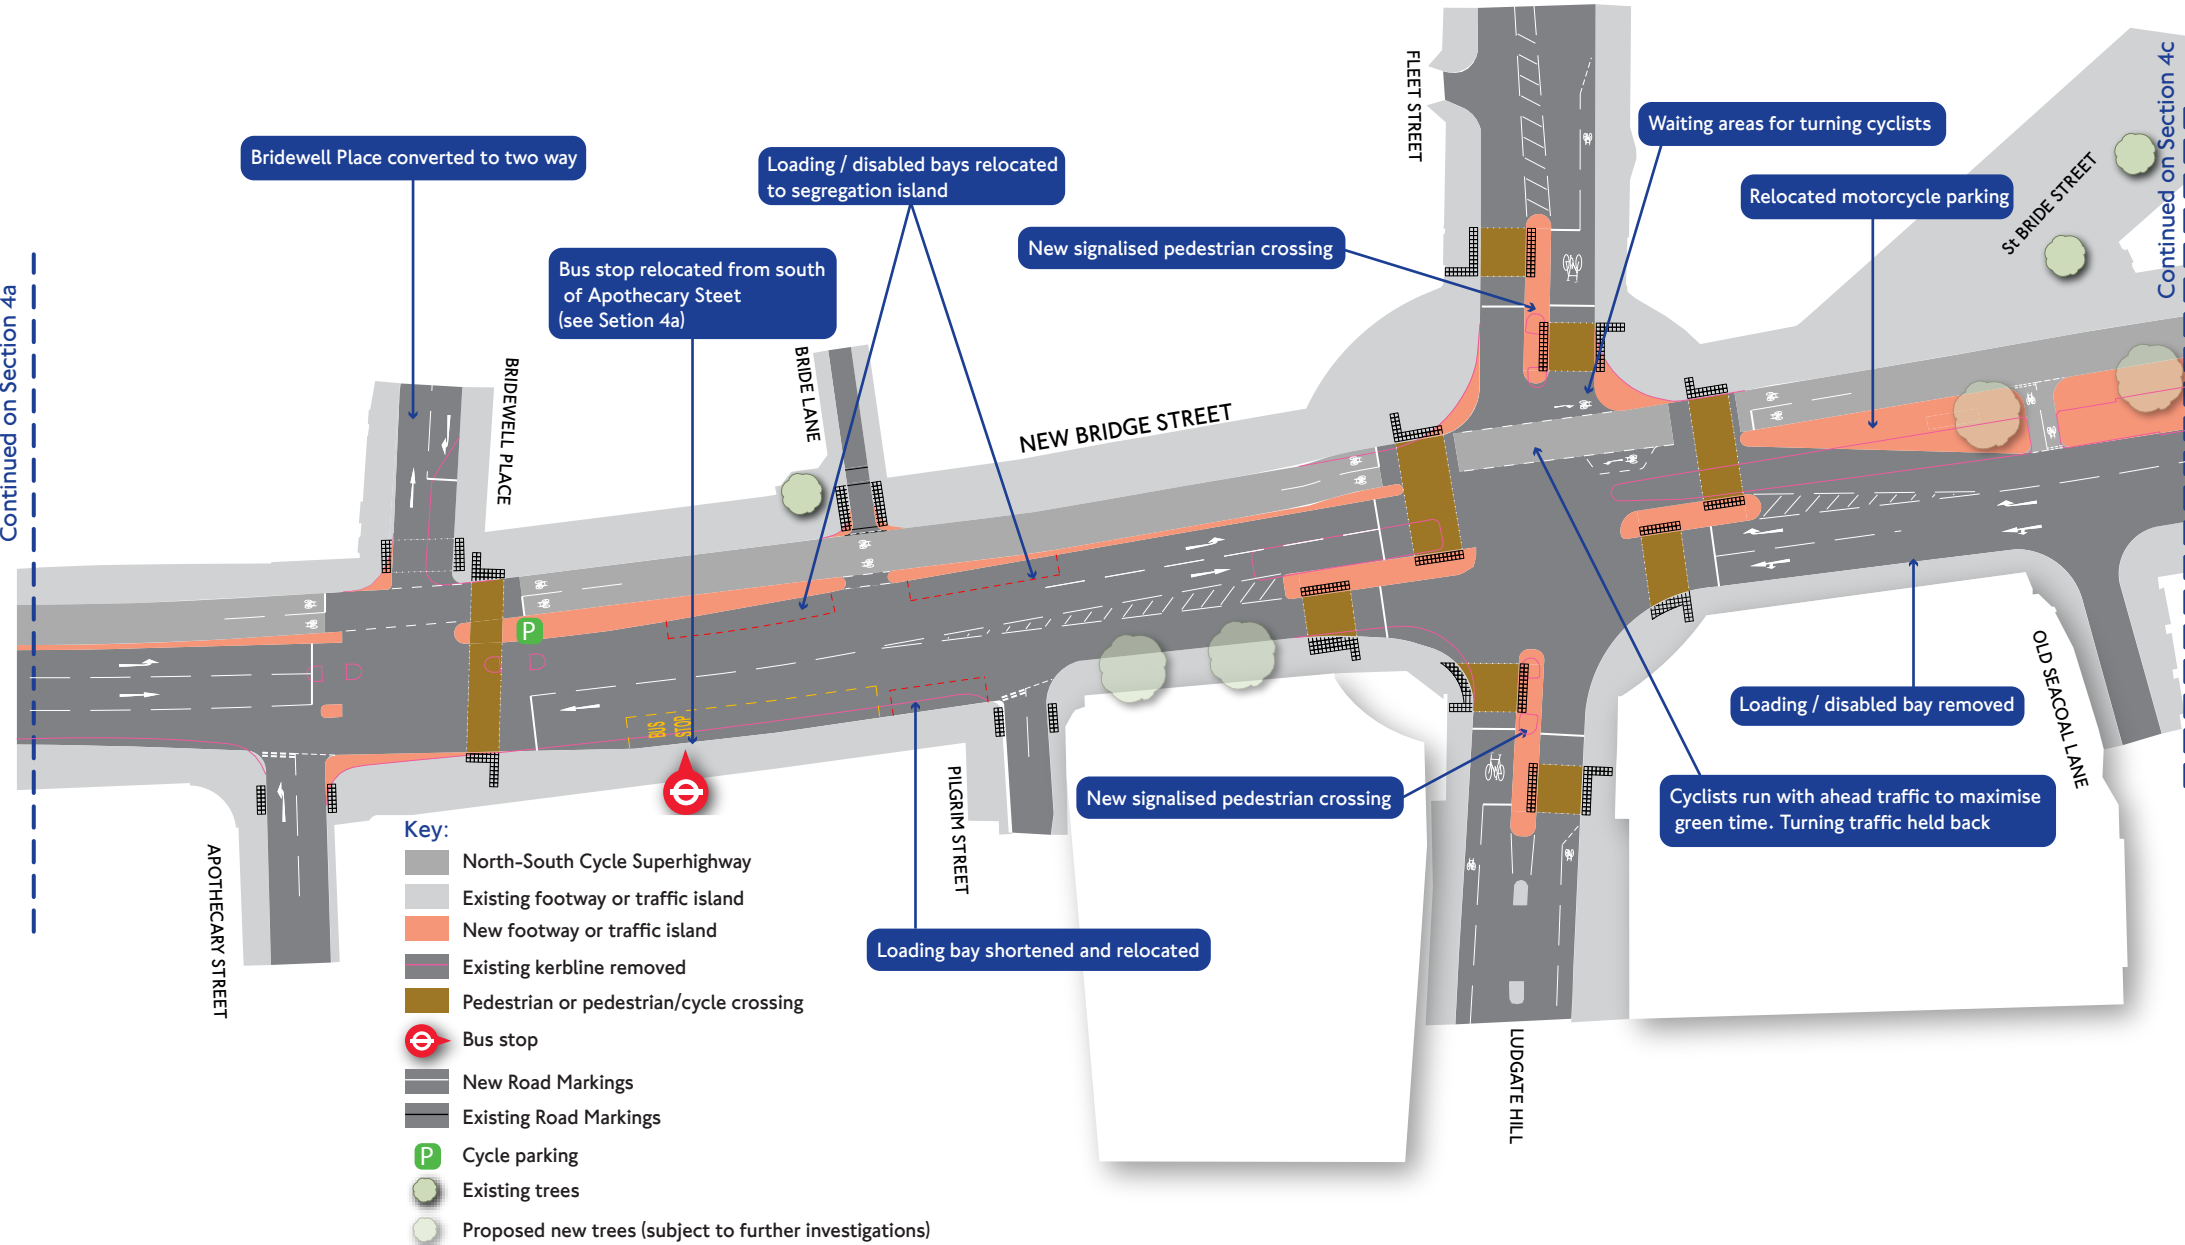 Continued on Section 4a
Bridewell Place converted to two way
Bus stop relocated from south
of Apothecary Steet
(see Setion 4a)
Loading / disabled bays relocated
to segregation island
New signalised pedestrian crossing
Waiting areas for turning cyclists
Relocated motorcycle parking
Continued on Section 4c
FLEET STREET
St BRIDE STREET
BRIDEWELL PLACE
BRIDE LANE
NEW BRIDGE STREET
P
BUS
STOP
APOTHECARY STREET
PILGRIM STREET
LUDGATE HILL
OLD SEACOAL LANE
Loading / disabled bay removed
New signalised pedestrian crossing
Cyclists run with ahead traffic to maximise
green time. Turning traffic held back
Loading bay shortened and relocated
Key:
North-South Cycle Superhighway
Existing footway or traffic island
New footway or traffic island
Existing kerbline removed
Pedestrian or pedestrian/cycle crossing
Bus stop
New Road Markings
Existing Road Markings
P Cycle parking
Existing trees
Proposed new trees (subject to further investigations)